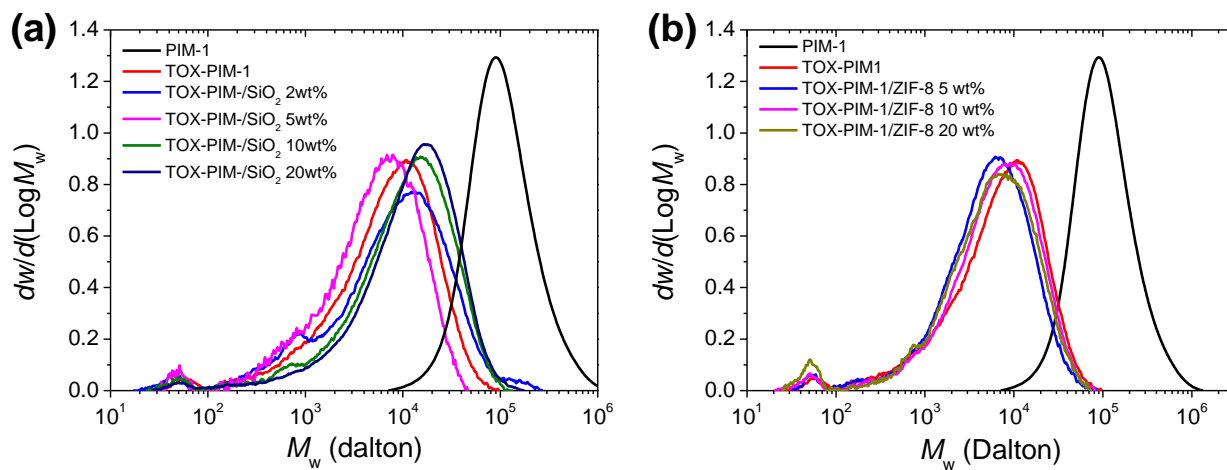 (a)
1.4
1.2
1.0
0.8
0.6
0.4
0.2
0.0
dw/d(LogMw)
PIM-1
TOX-PIM-1
TOX-PIM-/SiO2 2wt%
TOX-PIM-/SiO2 5wt%
TOX-PIM-/SiO2 10wt%
TOX-PIM-/SiO2 20wt%
10^1 10^2 10^3 10^4 10^5 10^6
Mw (dalton)
(b)
1.4
1.2
1.0
0.8
0.6
0.4
0.2
0.0
dw/d(LogMw)
PIM-1
TOX-PIM1
TOX-PIM-1/ZIF-8 5 wt%
TOX-PIM-1/ZIF-8 10 wt%
TOX-PIM-1/ZIF-8 20 wt%
10^1 10^2 10^3 10^4 10^5 10^6
Mw (Dalton)